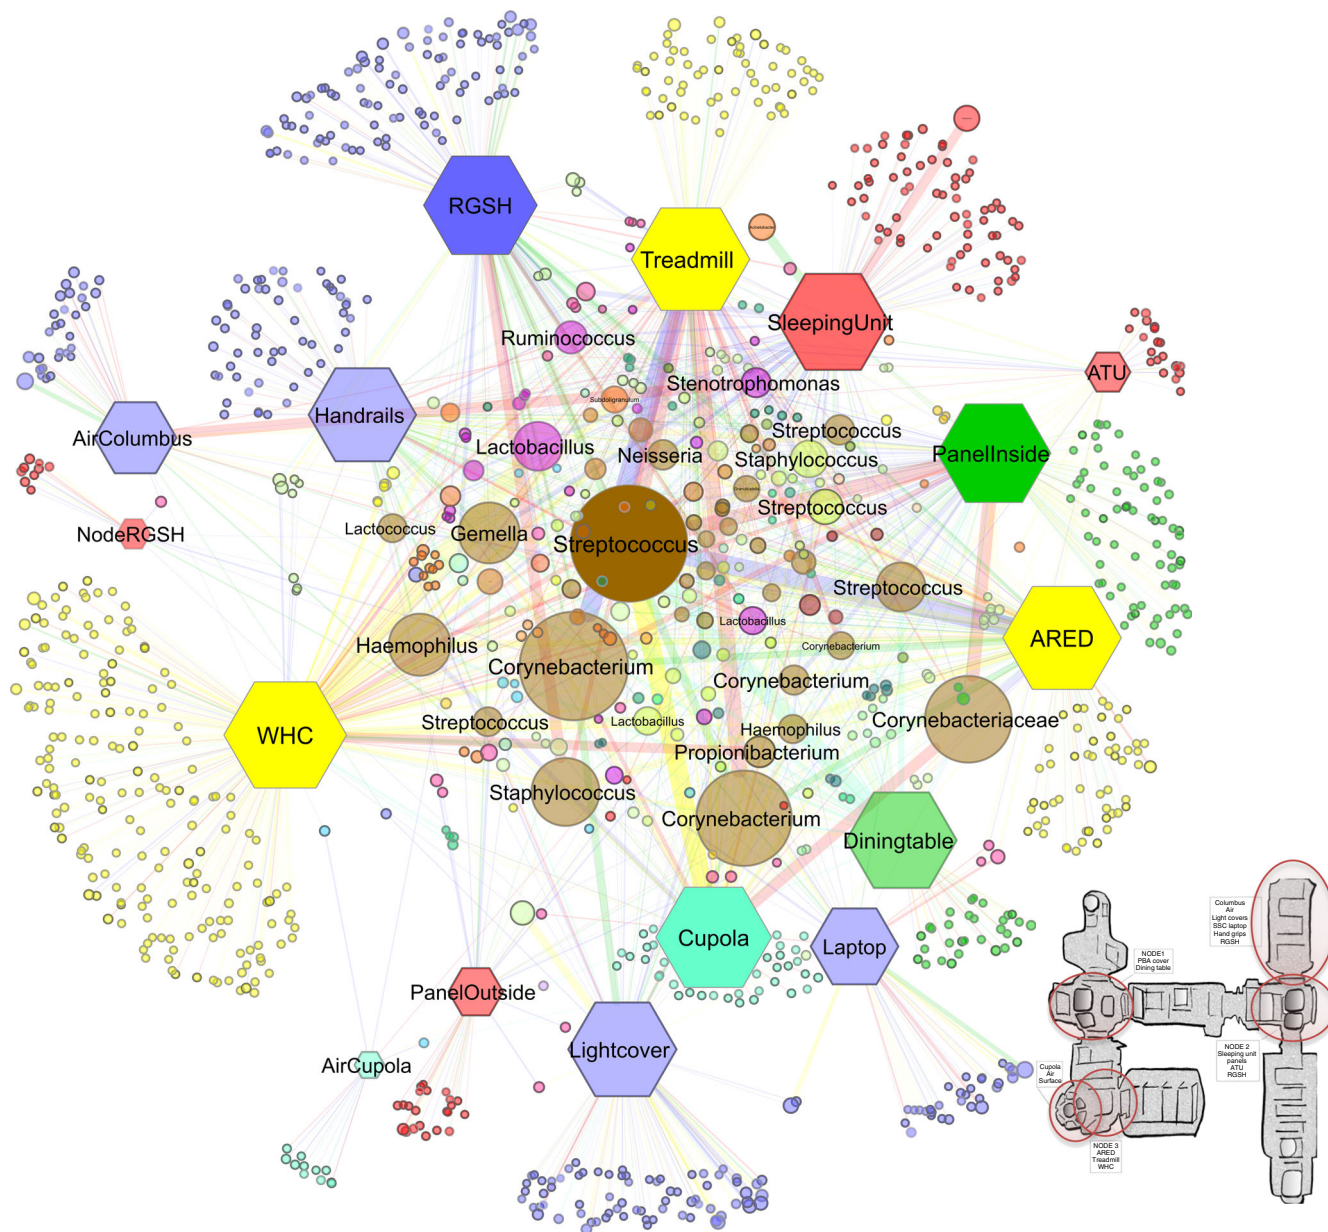 RGSH
Treadmill
Acinetobacter
SleepingUnit
Ruminococcus
ATU
Stenotrophomonas
Subdoligranulum
Handrails
AirColumbus
Streptococcus
Lactobacillus
Neisseria
Staphylococcus
PanelInside
Streptococcus
NodeRGSH
Lactococcus
Gemella
Streptococcus
Streptococcus
Lactobacillus
ARED
Haemophilus
Corynebacterium
Corynebacterium
Corynebacterium
Streptococcus
Lactobacillus
Haemophilus
Corynebacteriaceae
WHC
Propionibacterium
Staphylococcus
Corynebacterium
Diningtable
Cupola
Laptop
PanelOutside
Lightcover
AirCupola
Columbus
Air
Light covers
SSC laptop
Hand grips
RGSH
NODE1
PBA cover
Dining table
NODE 2
Sleeping unit
panels
ATU
RGSH
Cupola
Air
Surface
NODE 3
ARED
Treadmill
WHC